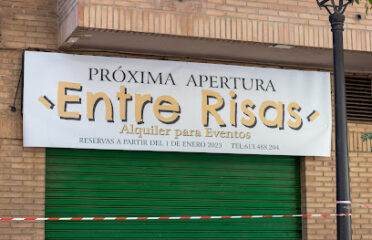 PRÓXIMA APERTURA
Entre Risas
Alquiler para Eventos
RESERVAS A PARTIR DEL 1 DE ENERO 2023 TEL:613.488.204